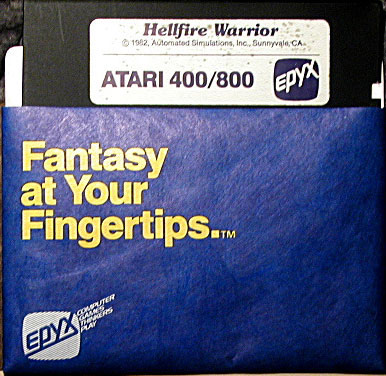 Hellfire Warrior
© 1982, Automated Simulations, Inc., Sunnyvale, CA
ATARI 400/800
EPYX
Fantasy
at Your
Fingertips.™
EPYX
COMPUTER
GAMES
THINKERS
PLAY